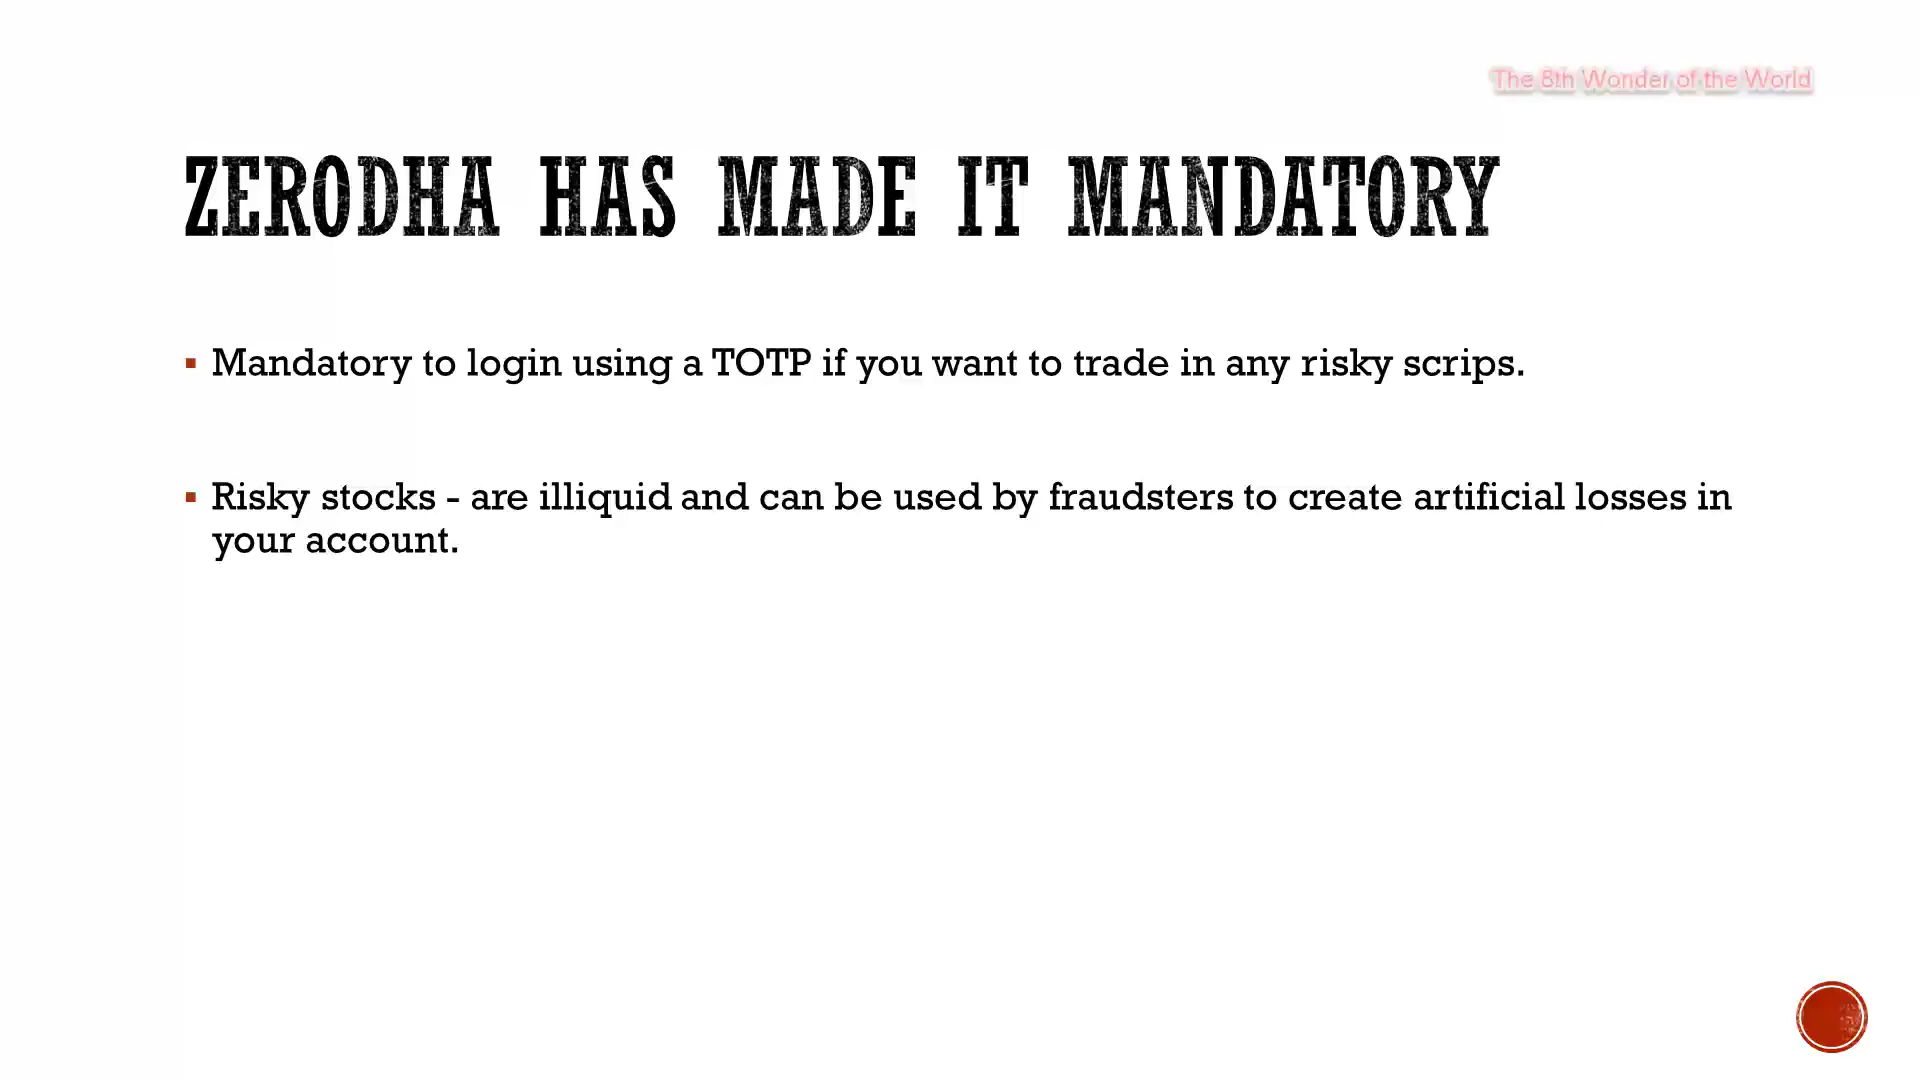 The 8th Wonder of the World
ZERODHA HAS MADE IT MANDATORY
▪ Mandatory to login using a TOTP if you want to trade in any risky scrips.
▪ Risky stocks - are illiquid and can be used by fraudsters to create artificial losses in
your account.